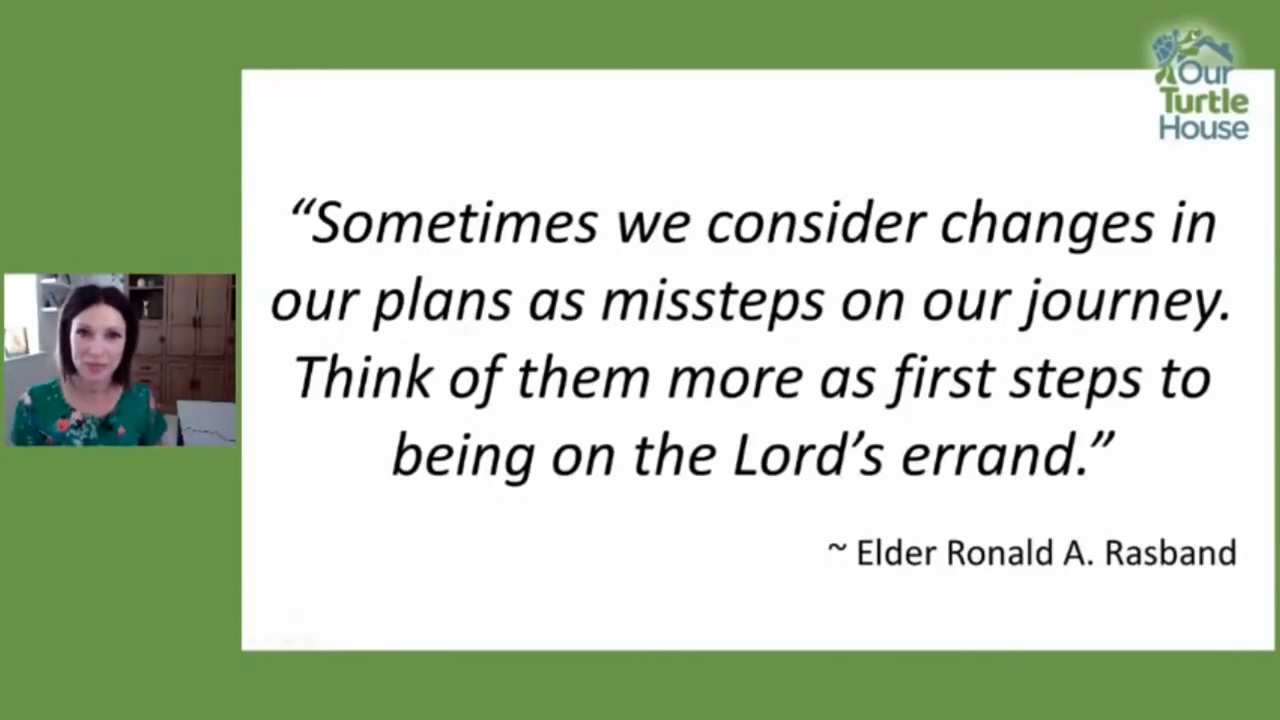 Our
Turtle
House
“Sometimes we consider changes in
our plans as missteps on our journey.
Think of them more as first steps to
being on the Lord’s errand.”
~ Elder Ronald A. Rasband